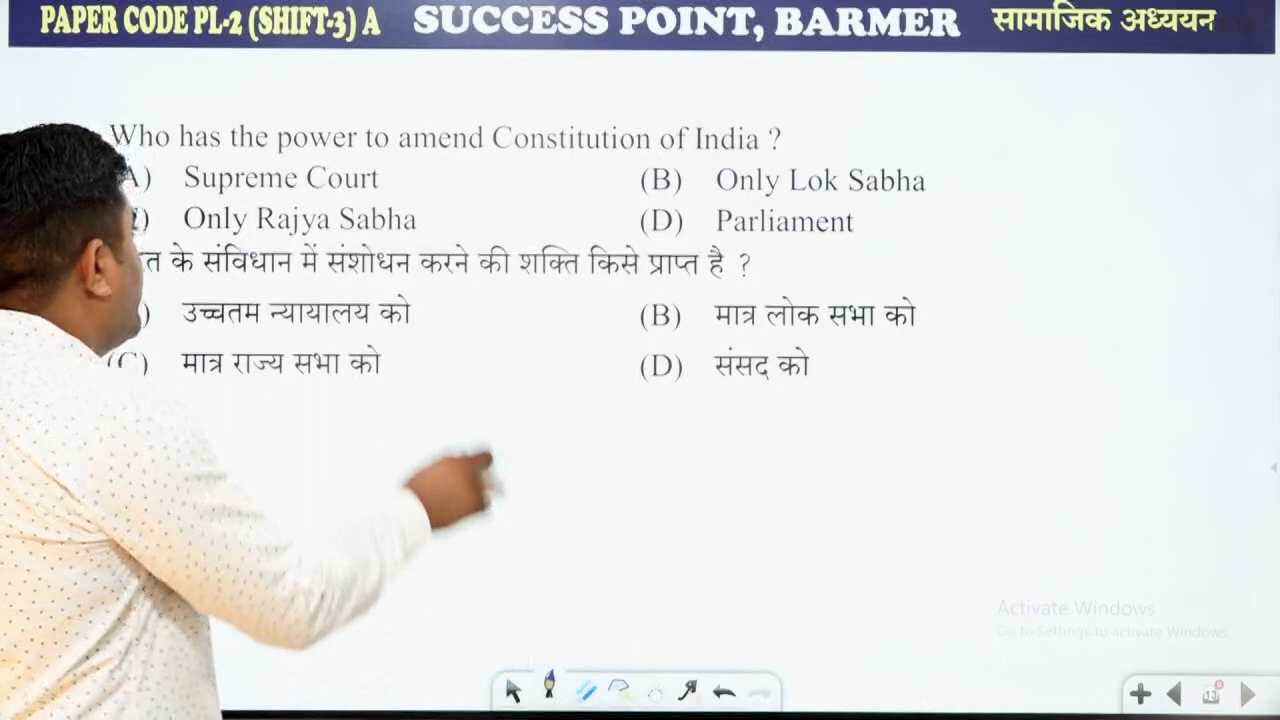 PAPER CODE PL-2 (SHIFT-3) A SUCCESS POINT, BARMER सामाजिक अध्ययन
Who has the power to amend Constitution of India ?
A) Supreme Court (B) Only Lok Sabha
) Only Rajya Sabha (D) Parliament
त के संविधान में संशोधन करने की शक्ति किसे प्राप्त है ?
) उच्चतम न्यायालय को (B) मात्र लोक सभा को
(C) मात्र राज्य सभा को (D) संसद को
Activate Windows
Go to Settings to activate Windows.
13